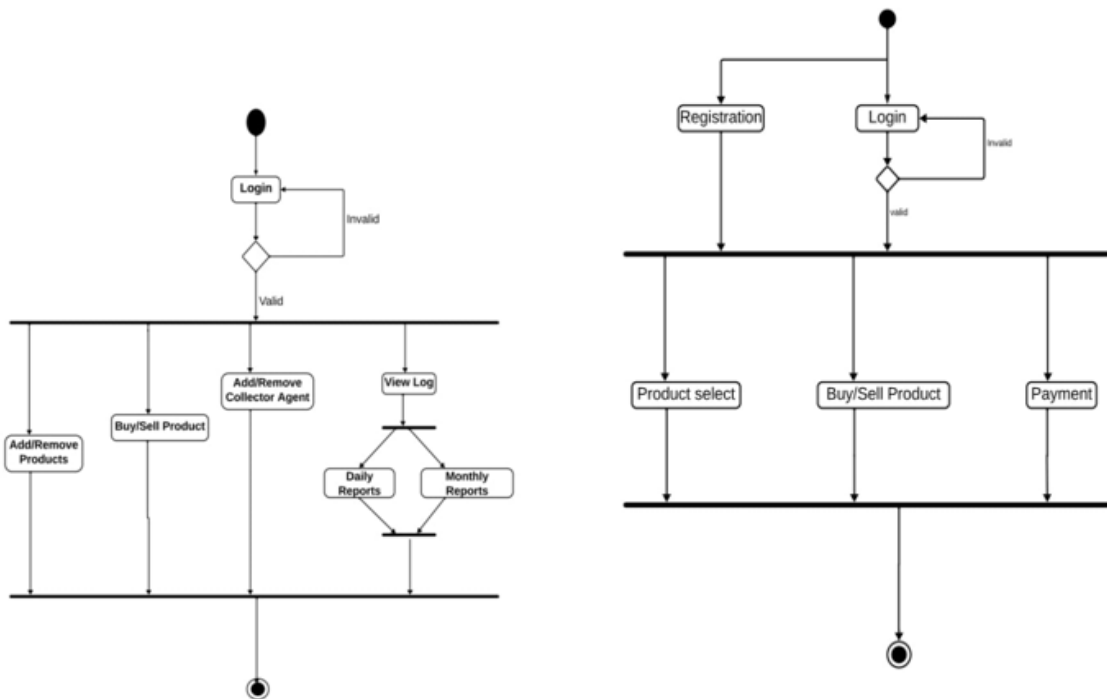 Login
Invalid
Valid
Add/Remove
Collector Agent
View Log
Buy/Sell Product
Add/Remove
Products
Daily
Reports
Monthly
Reports
Registration
Login
Invalid
valid
Product select
Buy/Sell Product
Payment